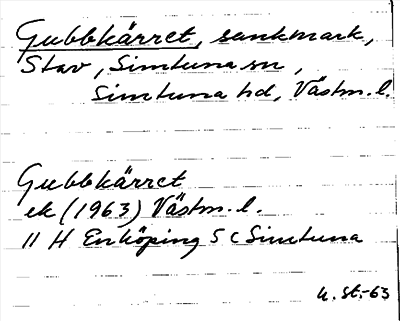 Gubbkärret, sankmark,
Stav, Simtuna sn,
Simtuna hd, Västm. l.
Gubbkärret
ek (1963) Västm. l.
11 H Enköping 5 c Simtuna
u. st.-63